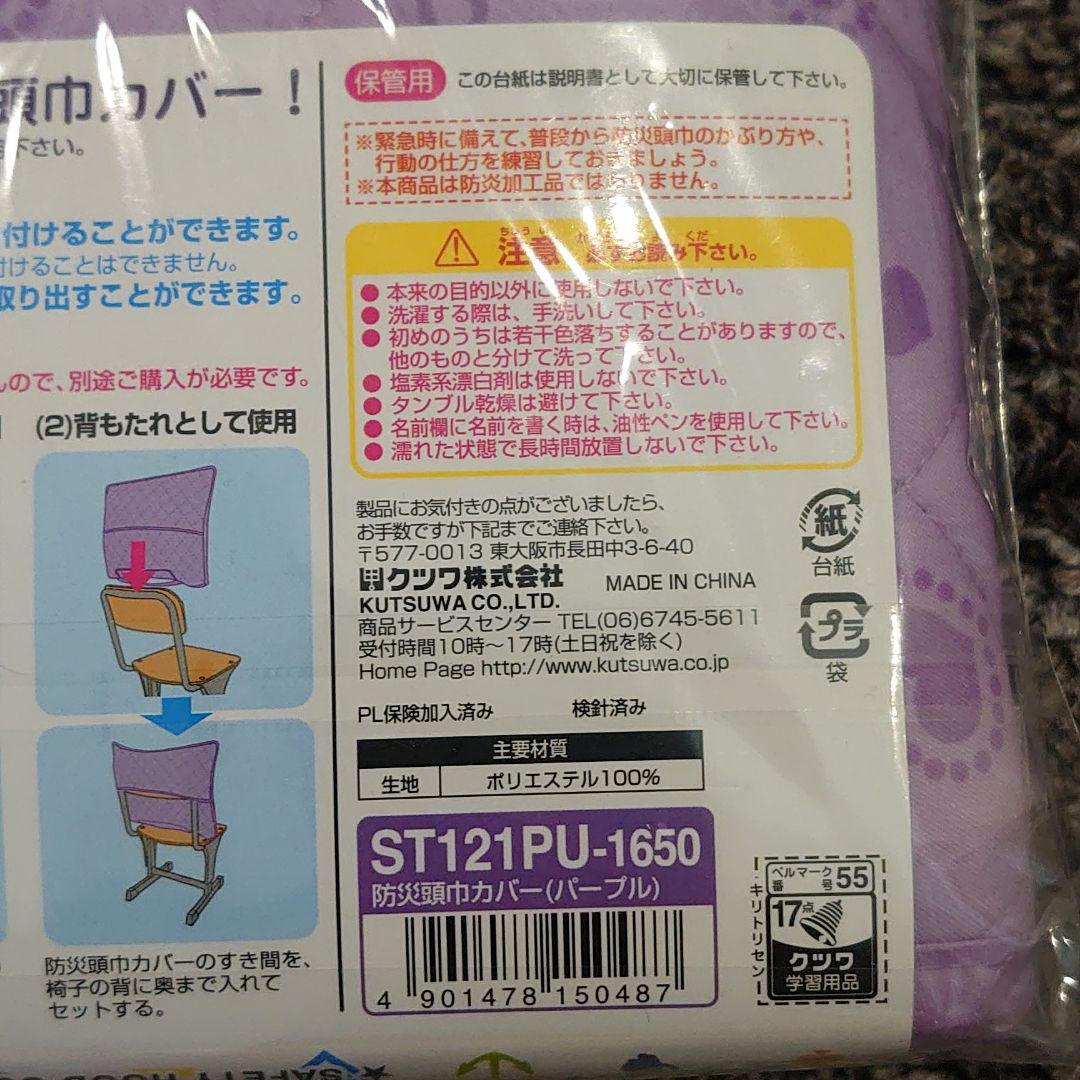 頭巾カバー！
下さい。
付けることができます。
付けることはできません。
取り出すことができます。
んので、別途ご購入が必要です。
(2)背もたれとして使用
防災頭巾カバーのすき間を、
椅子の背に奥まで入れて
セットする。
保管用 この台紙は説明書として大切に保管して下さい。
※緊急時に備えて、普段から防災頭巾のかぶり方や、
行動の仕方を練習しておきましょう。
※本商品は防炎加工品ではありません。
注意 必ずお読み下さい。
●本来の目的以外に使用しないで下さい。
●洗濯する際は、手洗いして下さい。
●初めのうちは若干色落ちすることがありますので、
他のものと分けて洗って下さい。
●塩素系漂白剤は使用しないで下さい。
●タンブル乾燥は避けて下さい。
●名前欄に名前を書く時は、油性ペンを使用して下さい。
●濡れた状態で長時間放置しないで下さい。
製品にお気付きの点がございましたら、
お手数ですが下記までご連絡下さい。
〒577-0013 東大阪市長田中3-6-40
クツワ株式会社 MADE IN CHINA
KUTSUWA CO.,LTD.
商品サービスセンター TEL(06)6745-5611
受付時間10時～17時(土日祝を除く)
Home Page http://www.kutsuwa.co.jp
紙
台紙
プラ
袋
PL保険加入済み 検針済み
主要材質
生地 ポリエステル100%
ST121PU-1650
防災頭巾カバー(パープル)
4 901478 150487
キリトリセン
ベルマーク番号 55
17点
クツワ
学習用品